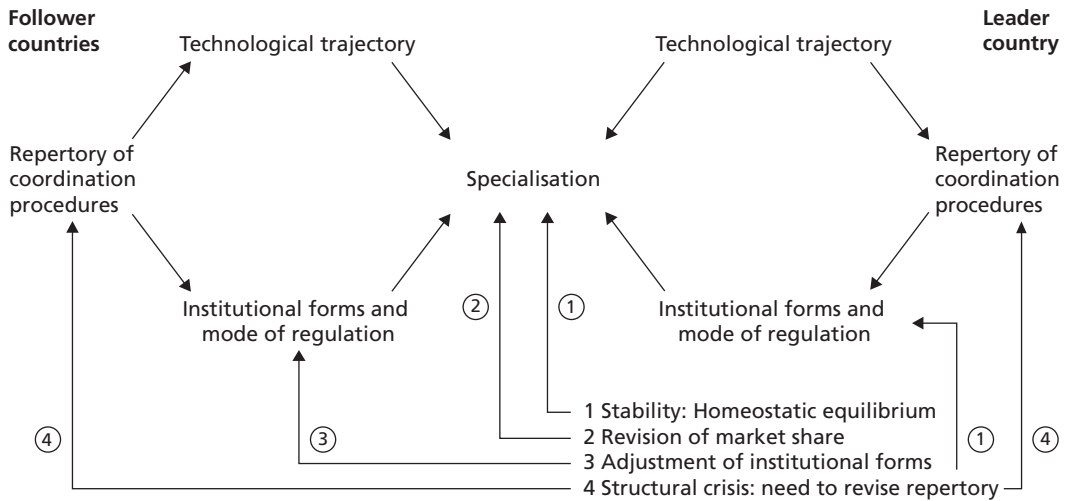 Follower
countries
Leader
country
Technological trajectory
Technological trajectory
Repertory of
coordination
procedures
Specialisation
Repertory of
coordination
procedures
Institutional forms and
mode of regulation
2
1
Institutional forms and
mode of regulation
1 Stability: Homeostatic equilibrium
2 Revision of market share
3 Adjustment of institutional forms
4 Structural crisis: need to revise repertory
4
3
1
4